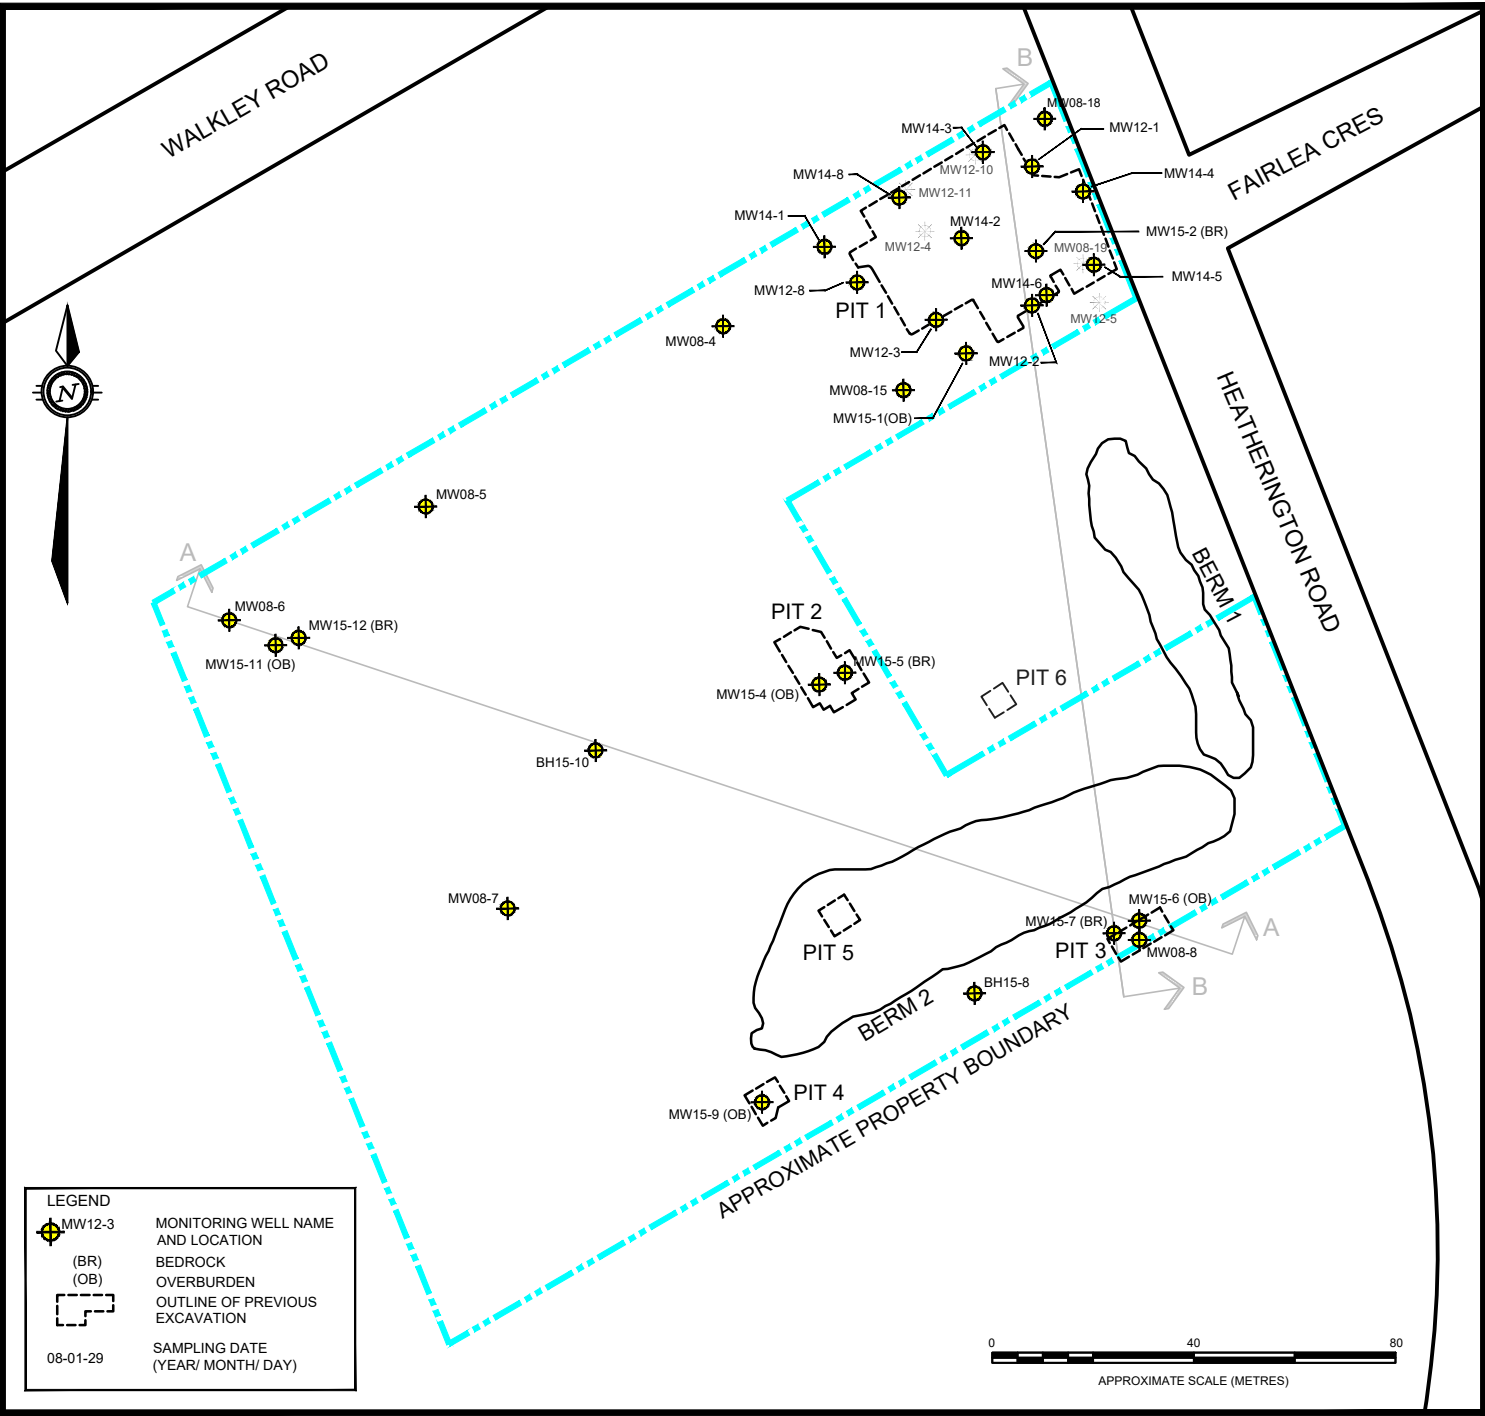 WALKLEY ROAD
B
MW08-18
MW14-3
MW12-1
FAIRLEA CRES
MW12-10
MW14-8
MW14-4
MW12-11
MW14-1
MW14-2
MW15-2 (BR)
MW12-4
MW08-19
MW14-5
MW12-8
MW14-6
PIT 1
MW12-5
MW08-4
MW12-3
MW12-2
MW08-15
MW15-1(OB)
N
HEATHERINGTON ROAD
MW08-5
A
BERM 1
MW08-6
PIT 2
MW15-12 (BR)
MW15-11 (OB)
MW15-5 (BR)
PIT 6
MW15-4 (OB)
BH15-10
MW08-7
MW15-6 (OB)
MW15-7 (BR)
A
PIT 5
PIT 3
MW08-8
BH15-8
B
BERM 2
PIT 4
MW15-9 (OB)
APPROXIMATE PROPERTY BOUNDARY
LEGEND
MW12-3
MONITORING WELL NAME
AND LOCATION
(BR)
BEDROCK
(OB)
OVERBURDEN
OUTLINE OF PREVIOUS
EXCAVATION
08-01-29
SAMPLING DATE
(YEAR/ MONTH/ DAY)
0
40
80
APPROXIMATE SCALE (METRES)